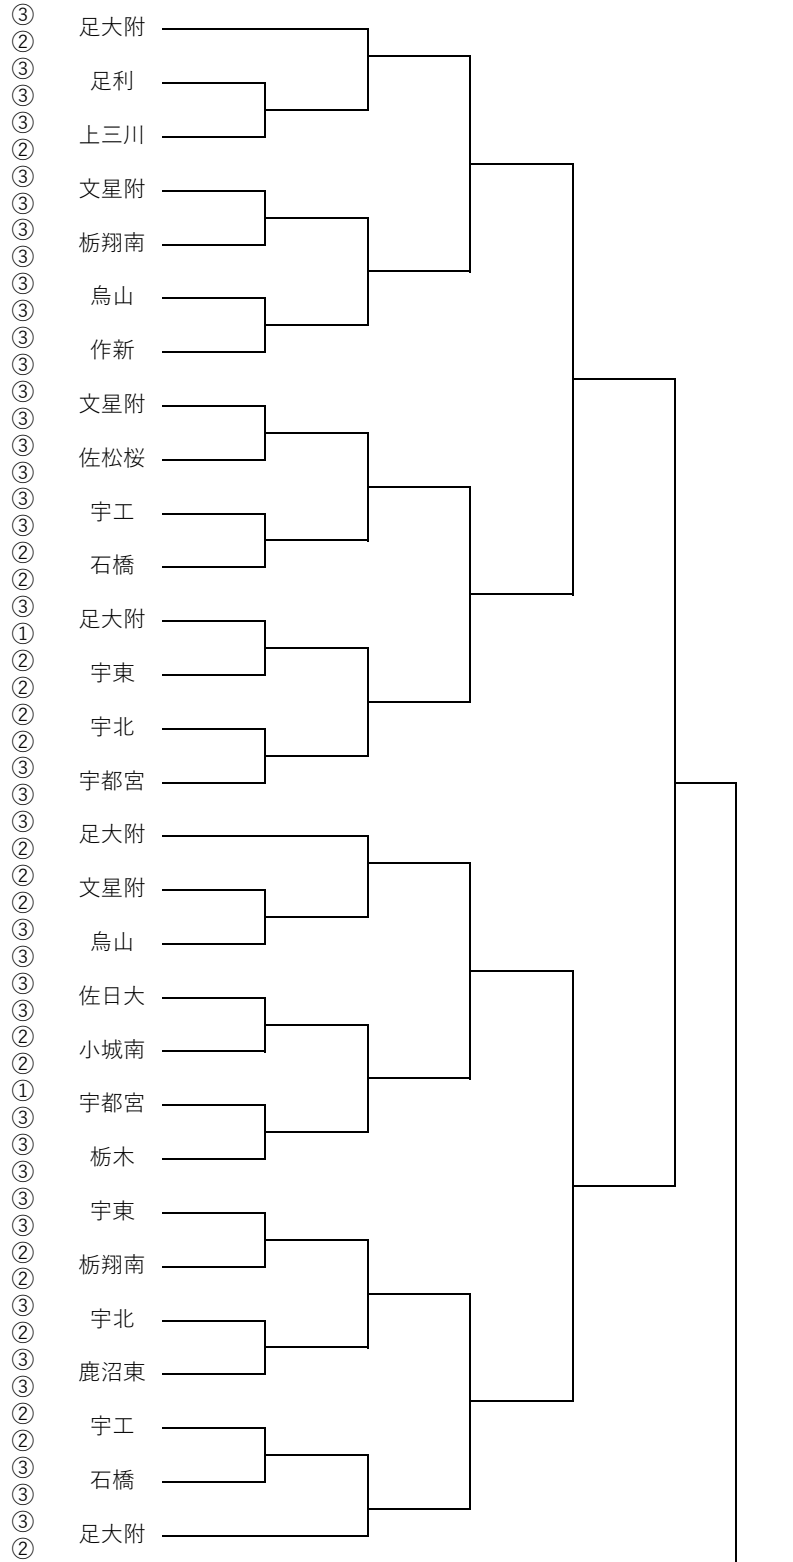 ③
足大附
②
③
足利
③
③
上三川
②
③
文星附
③
③
栃翔南
③
③
烏山
③
③
作新
③
③
文星附
③
③
佐松桜
③
③
宇工
③
②
石橋
②
③
足大附
①
②
宇東
②
②
宇北
②
③
宇都宮
③
③
足大附
②
②
文星附
②
③
烏山
③
③
佐日大
③
②
小城南
②
①
宇都宮
③
③
栃木
③
③
宇東
③
②
栃翔南
②
③
宇北
②
③
鹿沼東
③
②
宇工
②
③
石橋
③
③
足大附
②